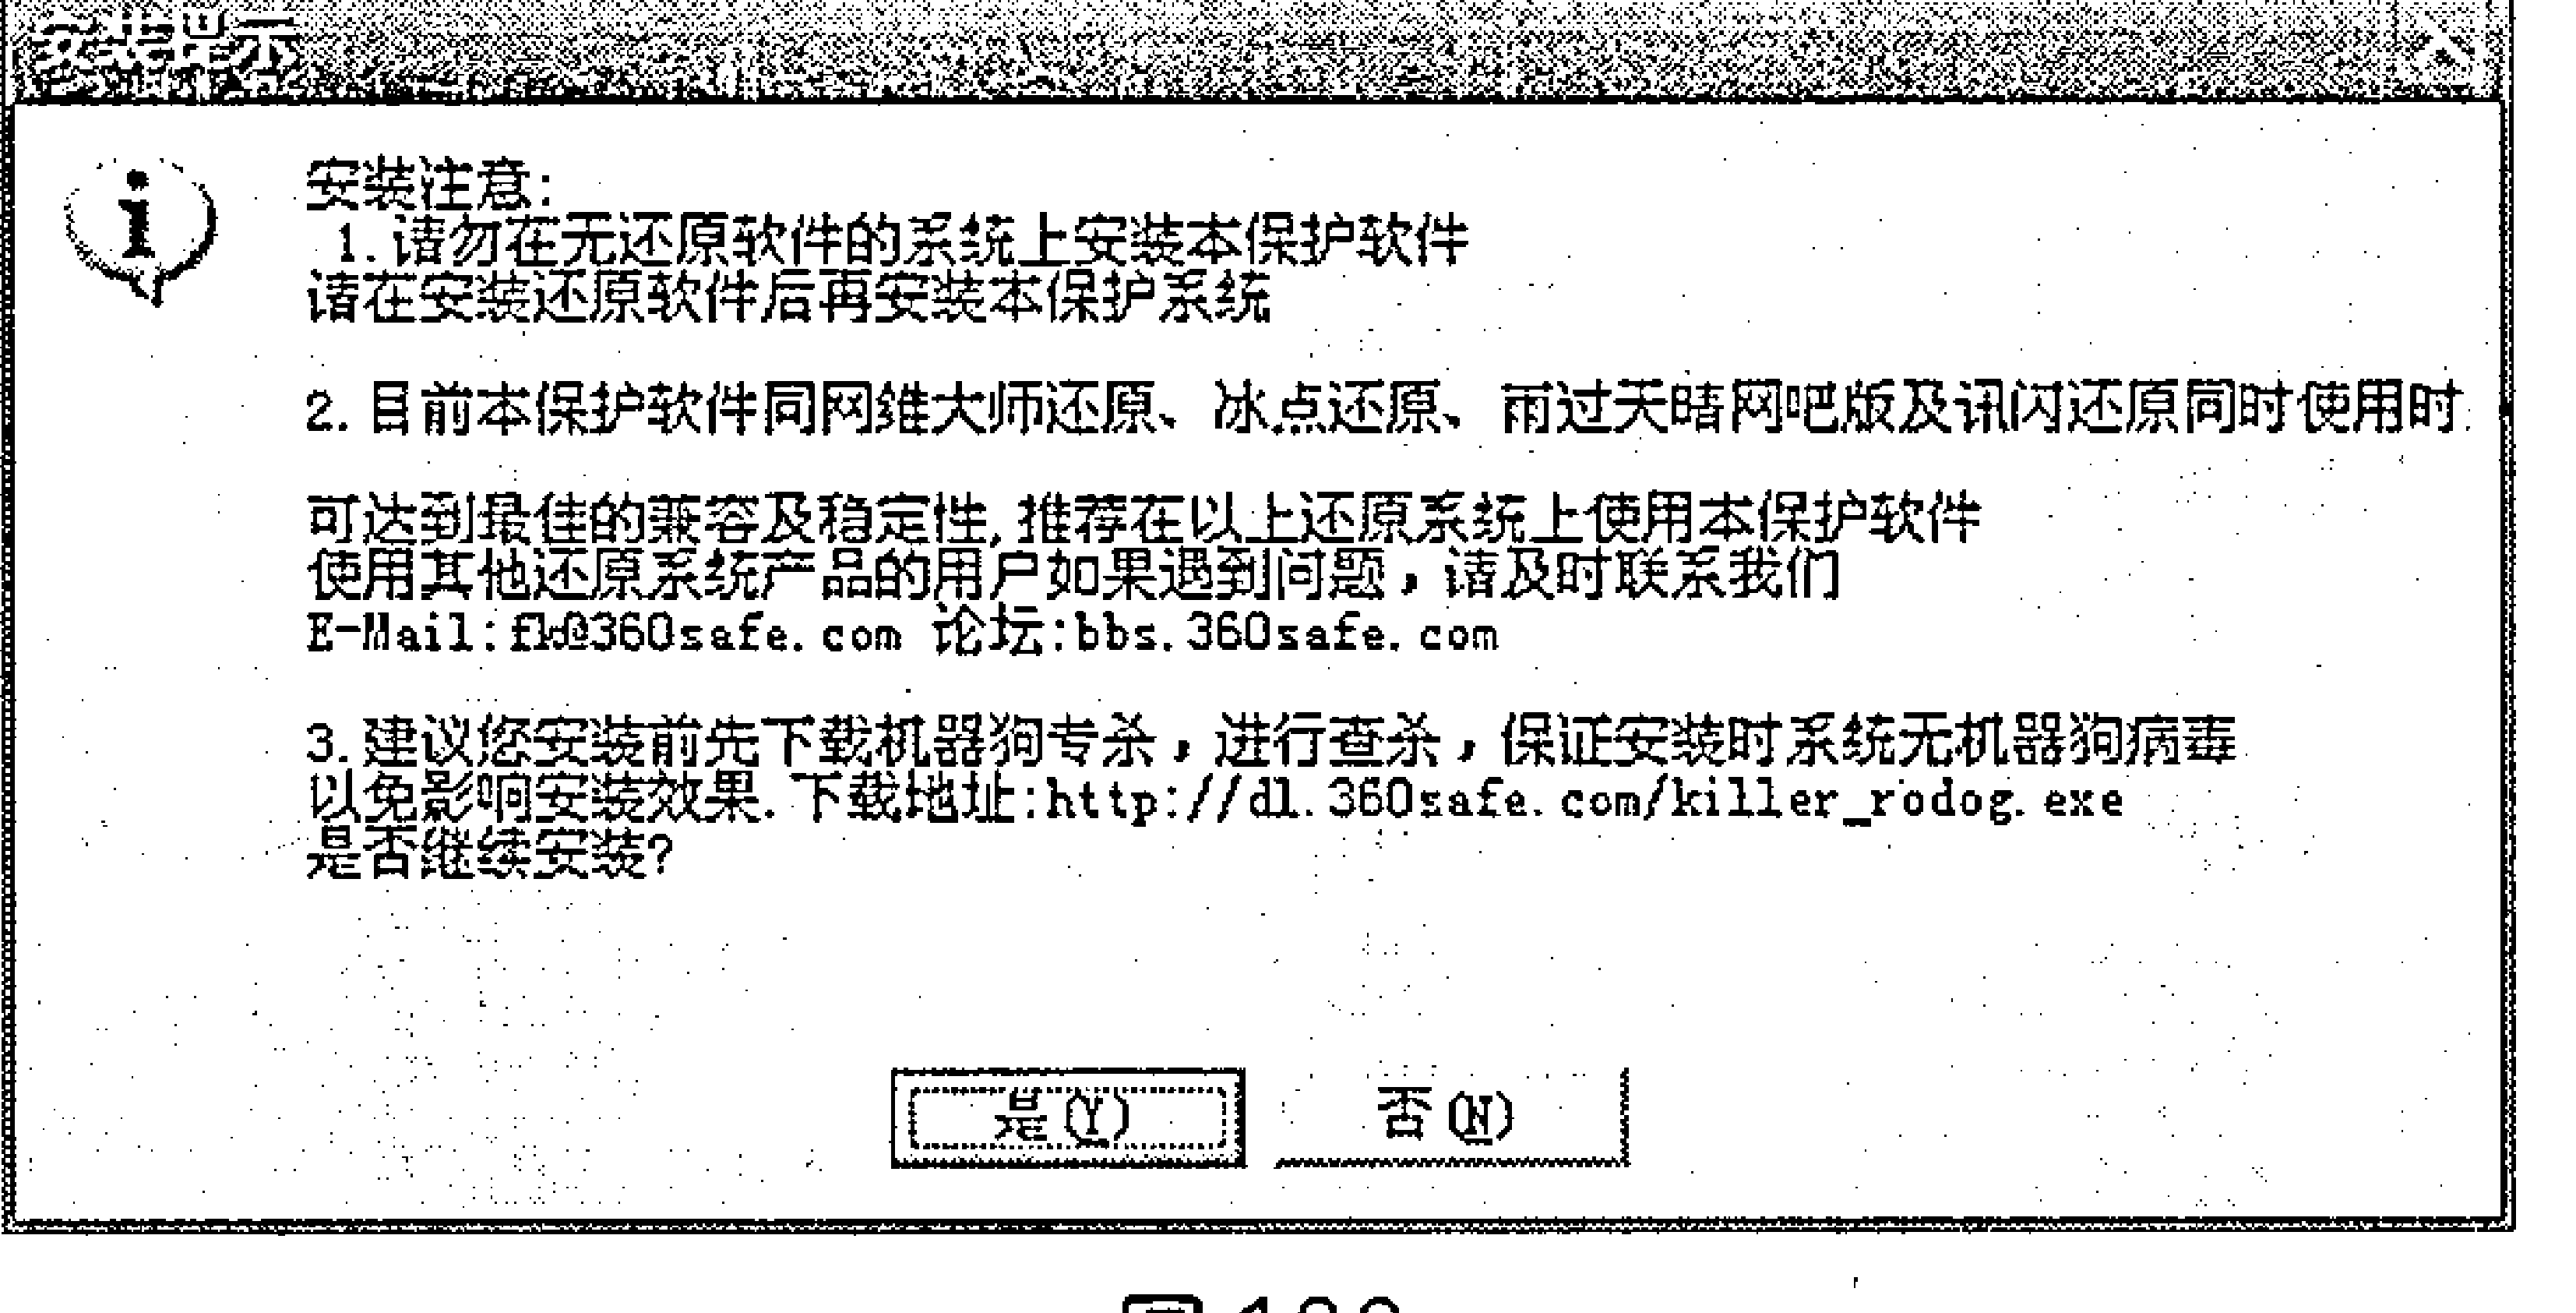 安装提示
安装注意:
1.请勿在无还原软件的系统上安装本保护软件
请在安装还原软件后再安装本保护系统
2.目前本保护软件同网维大师还原、冰点还原、雨过天晴网吧版及讯闪还原同时使用时
可达到最佳的兼容及稳定性,推荐在以上还原系统上使用本保护软件
使用其他还原系统产品的用户如果遇到问题，请及时联系我们
E-Mail: 论坛:bbs.360safe.com
3.建议您安装前先下载机器狗专杀，进行查杀，保证安装时系统无机器狗病毒
以免影响安装效果.下载地址:http://dl.360safe.com/killer_rodog.exe
是否继续安装?
是(Y) 否(N)